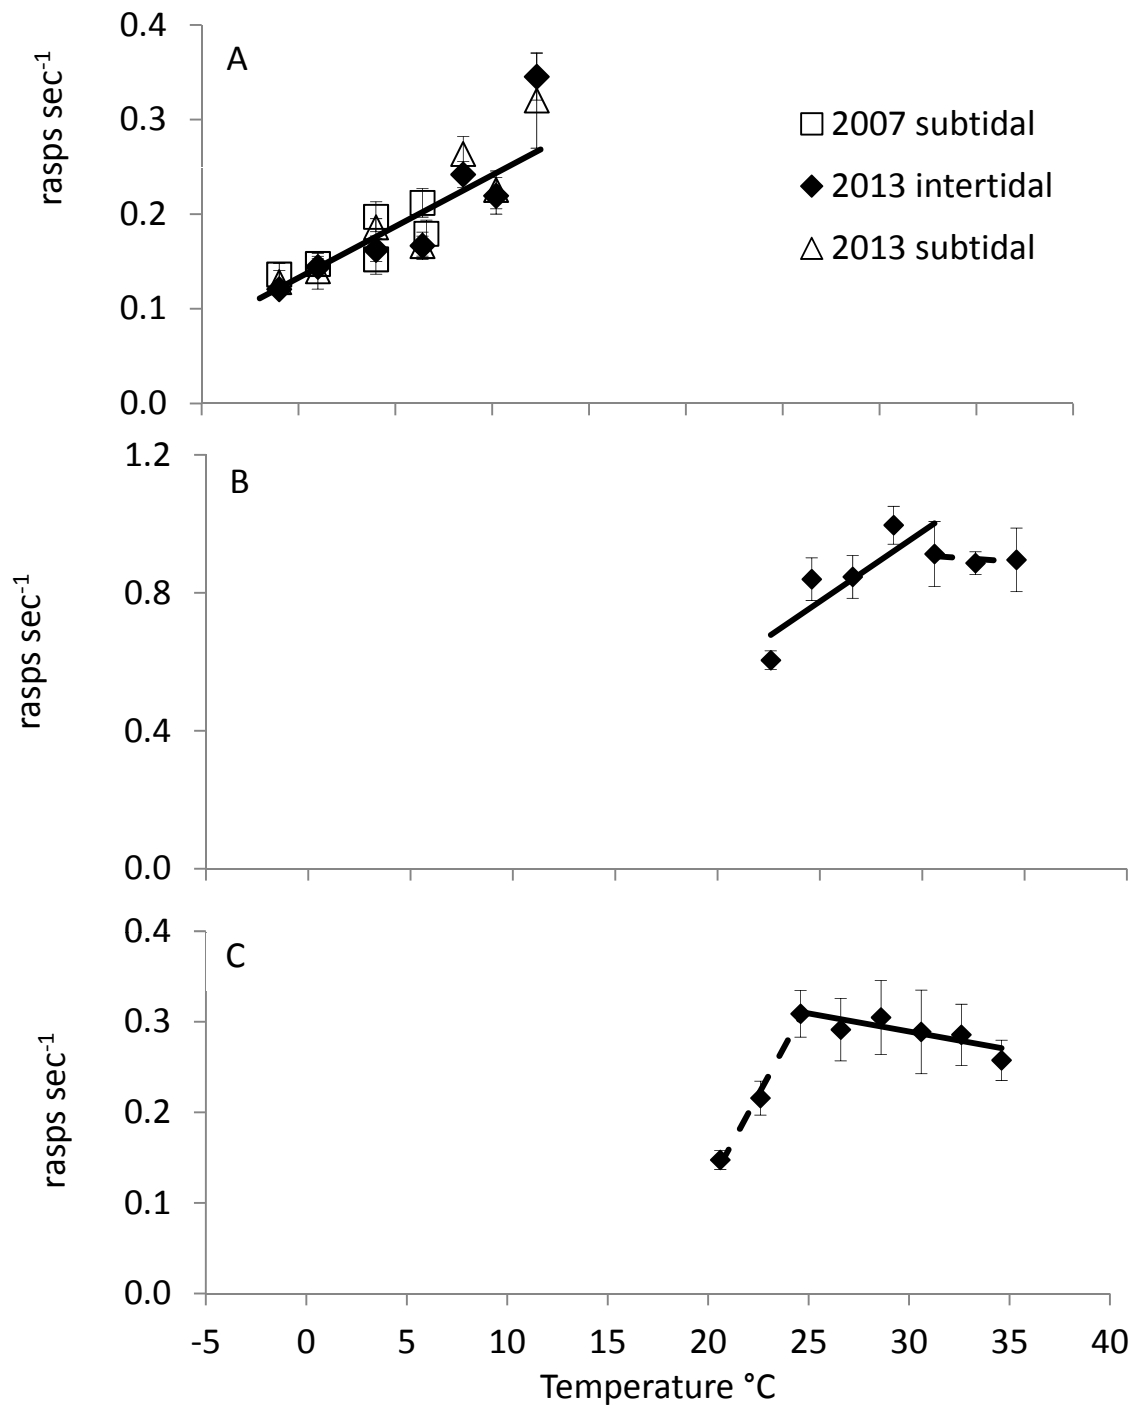 0.4
A
0.3
0.2
0.1
0.0
rasps sec⁻¹
2007 subtidal
2013 intertidal
2013 subtidal
1.2
B
0.8
0.4
0.0
rasps sec⁻¹
0.4
C
0.3
0.2
0.1
0.0
rasps sec⁻¹
-5 0 5 10 15 20 25 30 35 40
Temperature °C